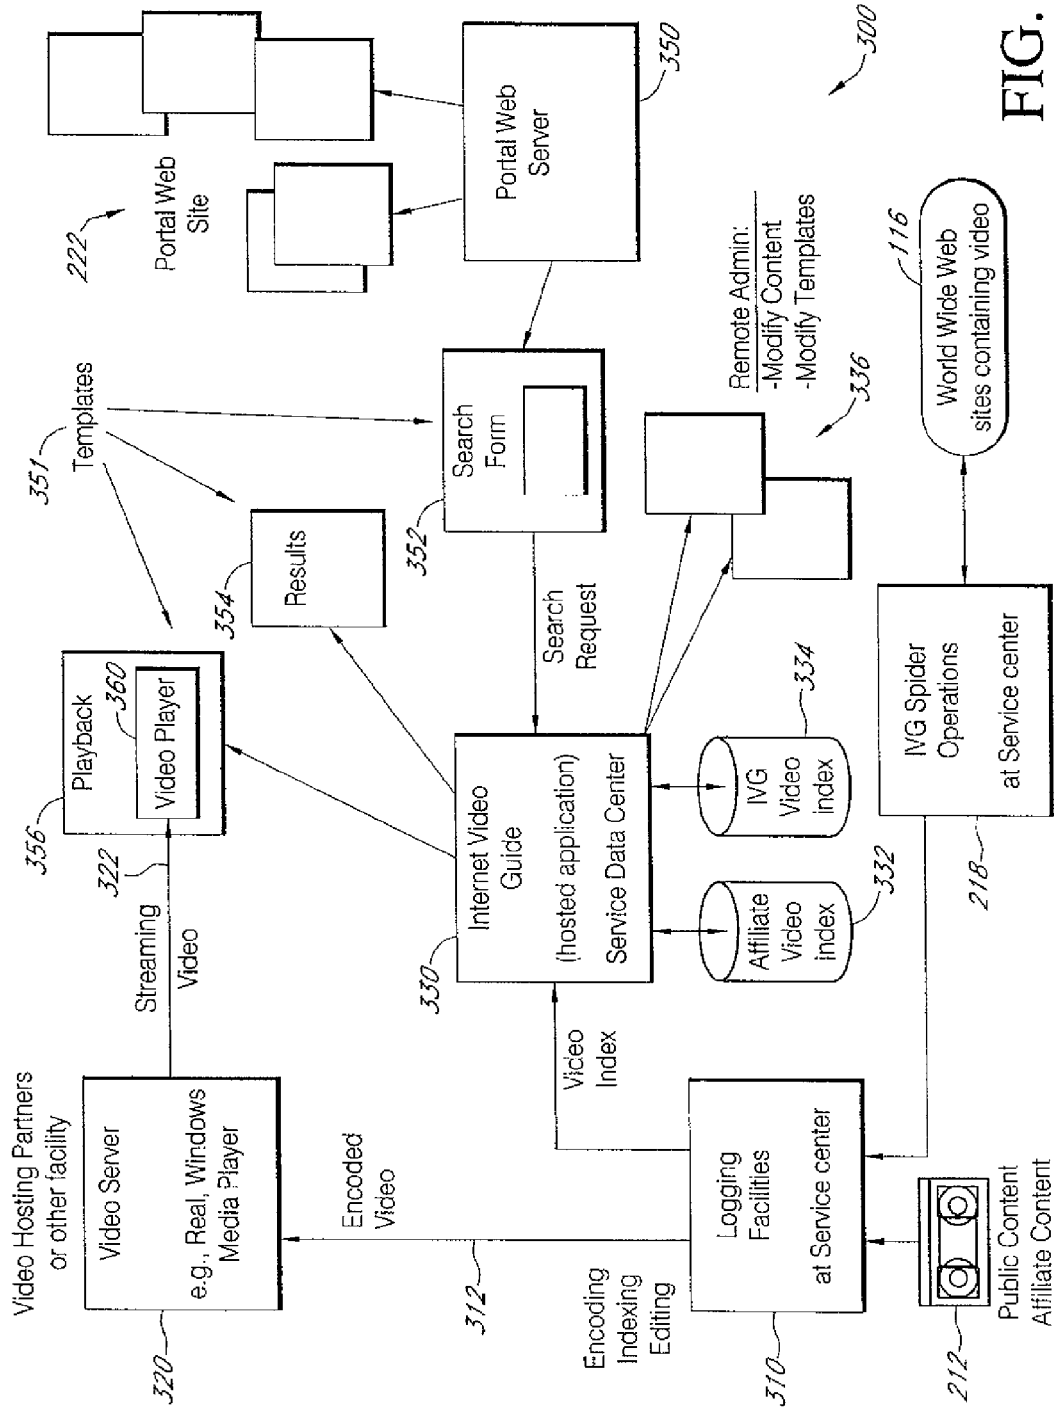 Video Hosting Partners
or other facility
Video Server
e.g., Real, Windows
Media Player
320
Streaming
Video
322
356
Playback
360
Video Player
351
Templates
354
Results
222
Portal Web
Site
Encoded
Video
312
Encoding
Indexing
Editing
330
Internet Video
Guide
(hosted application)
Service Data Center
Search
Request
352
Search
Form
Portal Web
Server
350
Video
Index
Affiliate
Video
index
332
IVG
Video
index
334
Remote Admin:
-Modify Content
-Modify Templates
336
300
310
Logging
Facilities
at Service center
IVG Spider
Operations
at Service center
218
116
World Wide Web
sites containing video
212
Public Content
Affiliate Content
FIG.